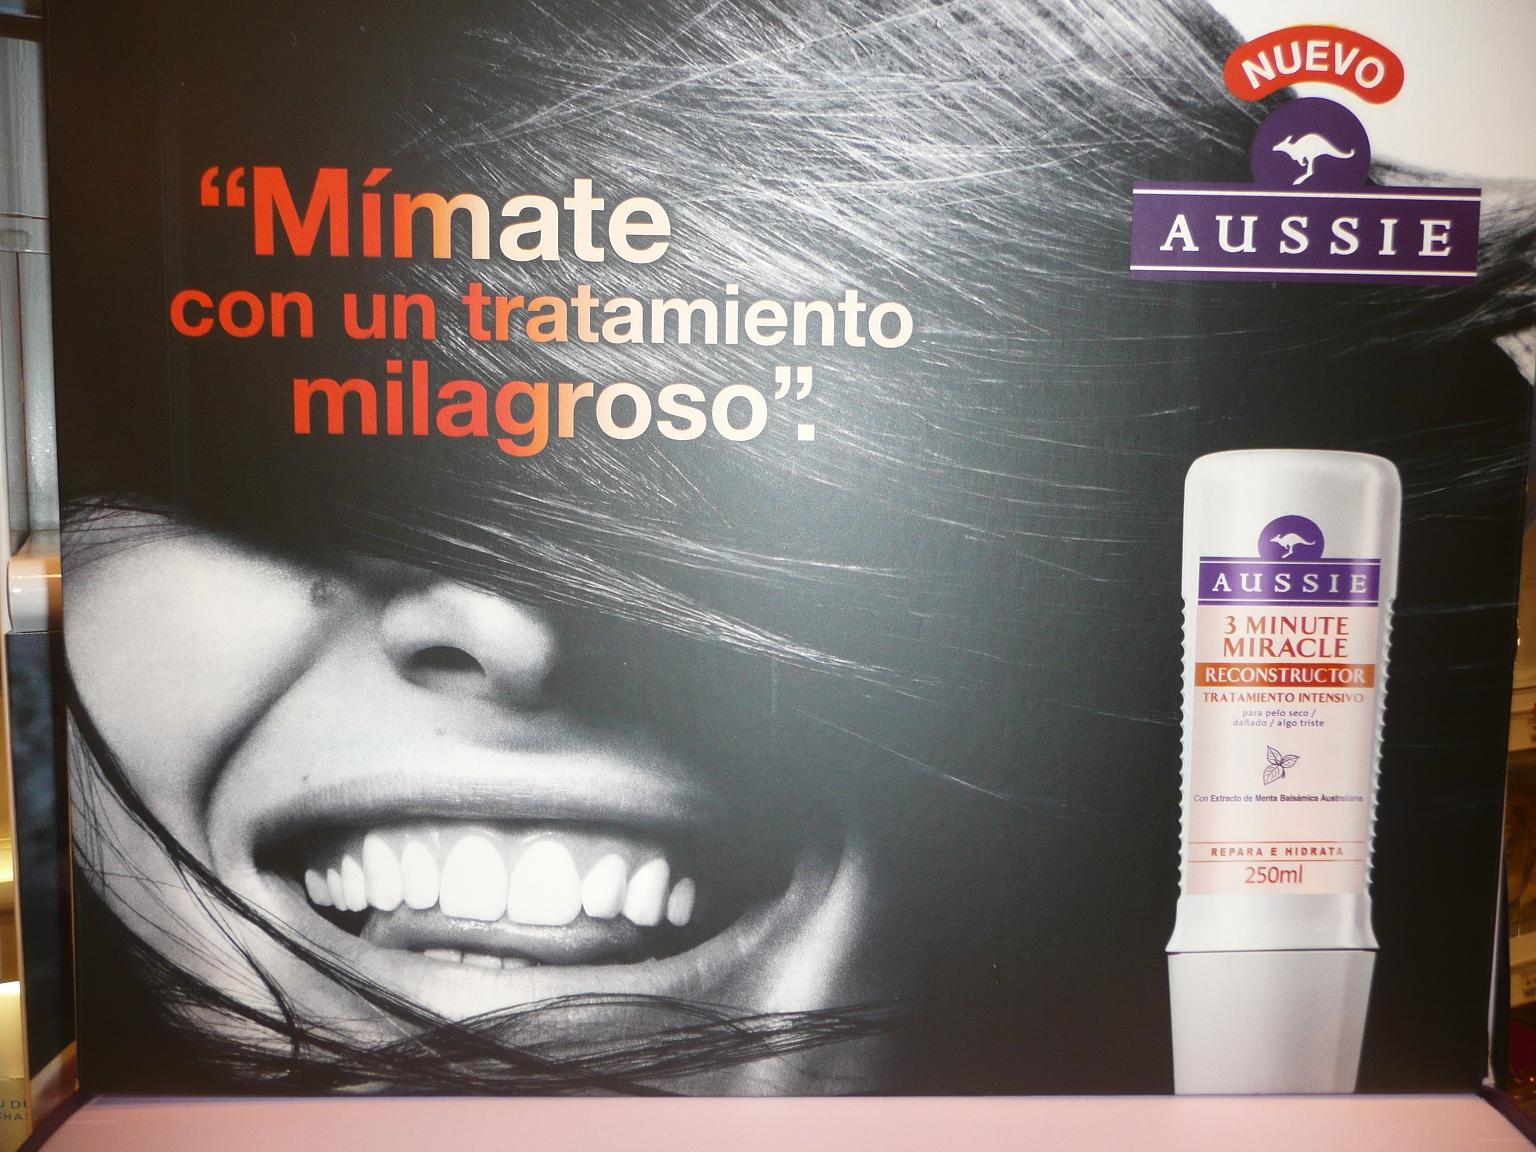 NUEVO
AUSSIE
“Mímate
con un tratamiento
milagroso”.
AUSSIE
3 MINUTE
MIRACLE
RECONSTRUCTOR
TRATAMIENTO INTENSIVO
para pelo seco /
dañado / algo triste
Con Extracto de Menta Balsámica Australiana
REPARA E HIDRATA
250ml